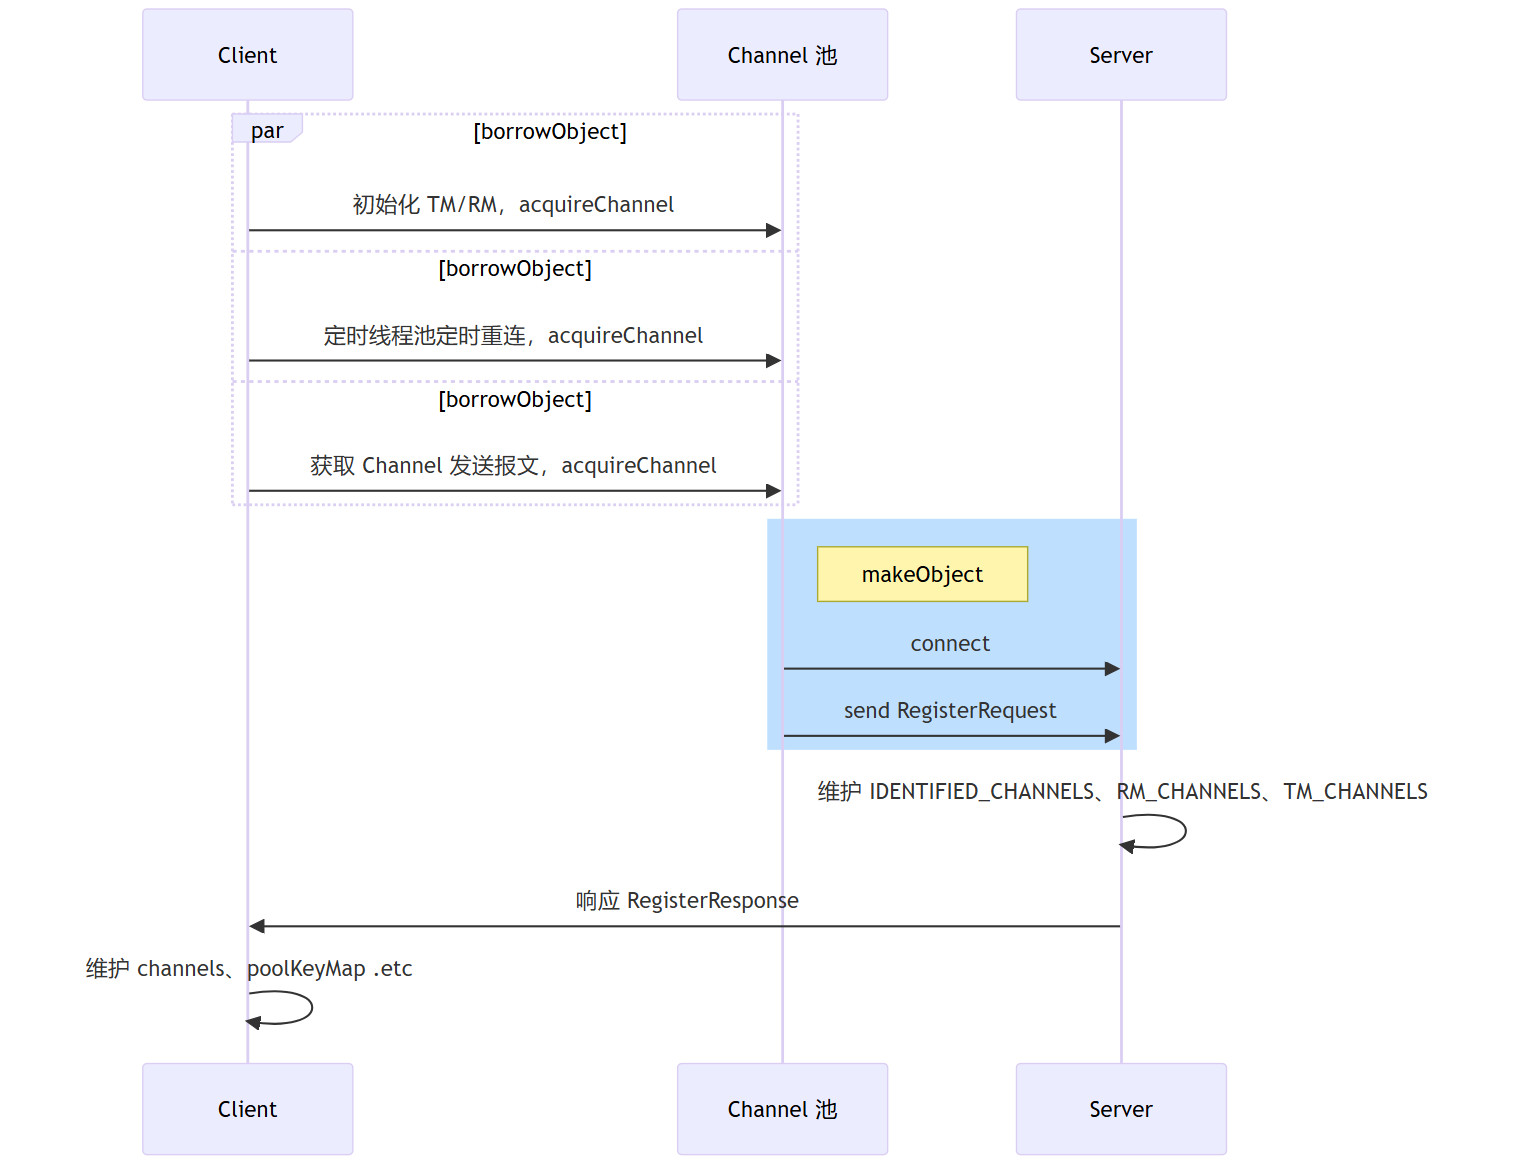 Client
Channel 池
Server
par
[borrowObject]
初始化 TM/RM，acquireChannel
[borrowObject]
定时线程池定时重连，acquireChannel
[borrowObject]
获取 Channel 发送报文，acquireChannel
makeObject
connect
send RegisterRequest
维护 IDENTIFIED_CHANNELS、RM_CHANNELS、TM_CHANNELS
响应 RegisterResponse
维护 channels、poolKeyMap .etc
Client
Channel 池
Server